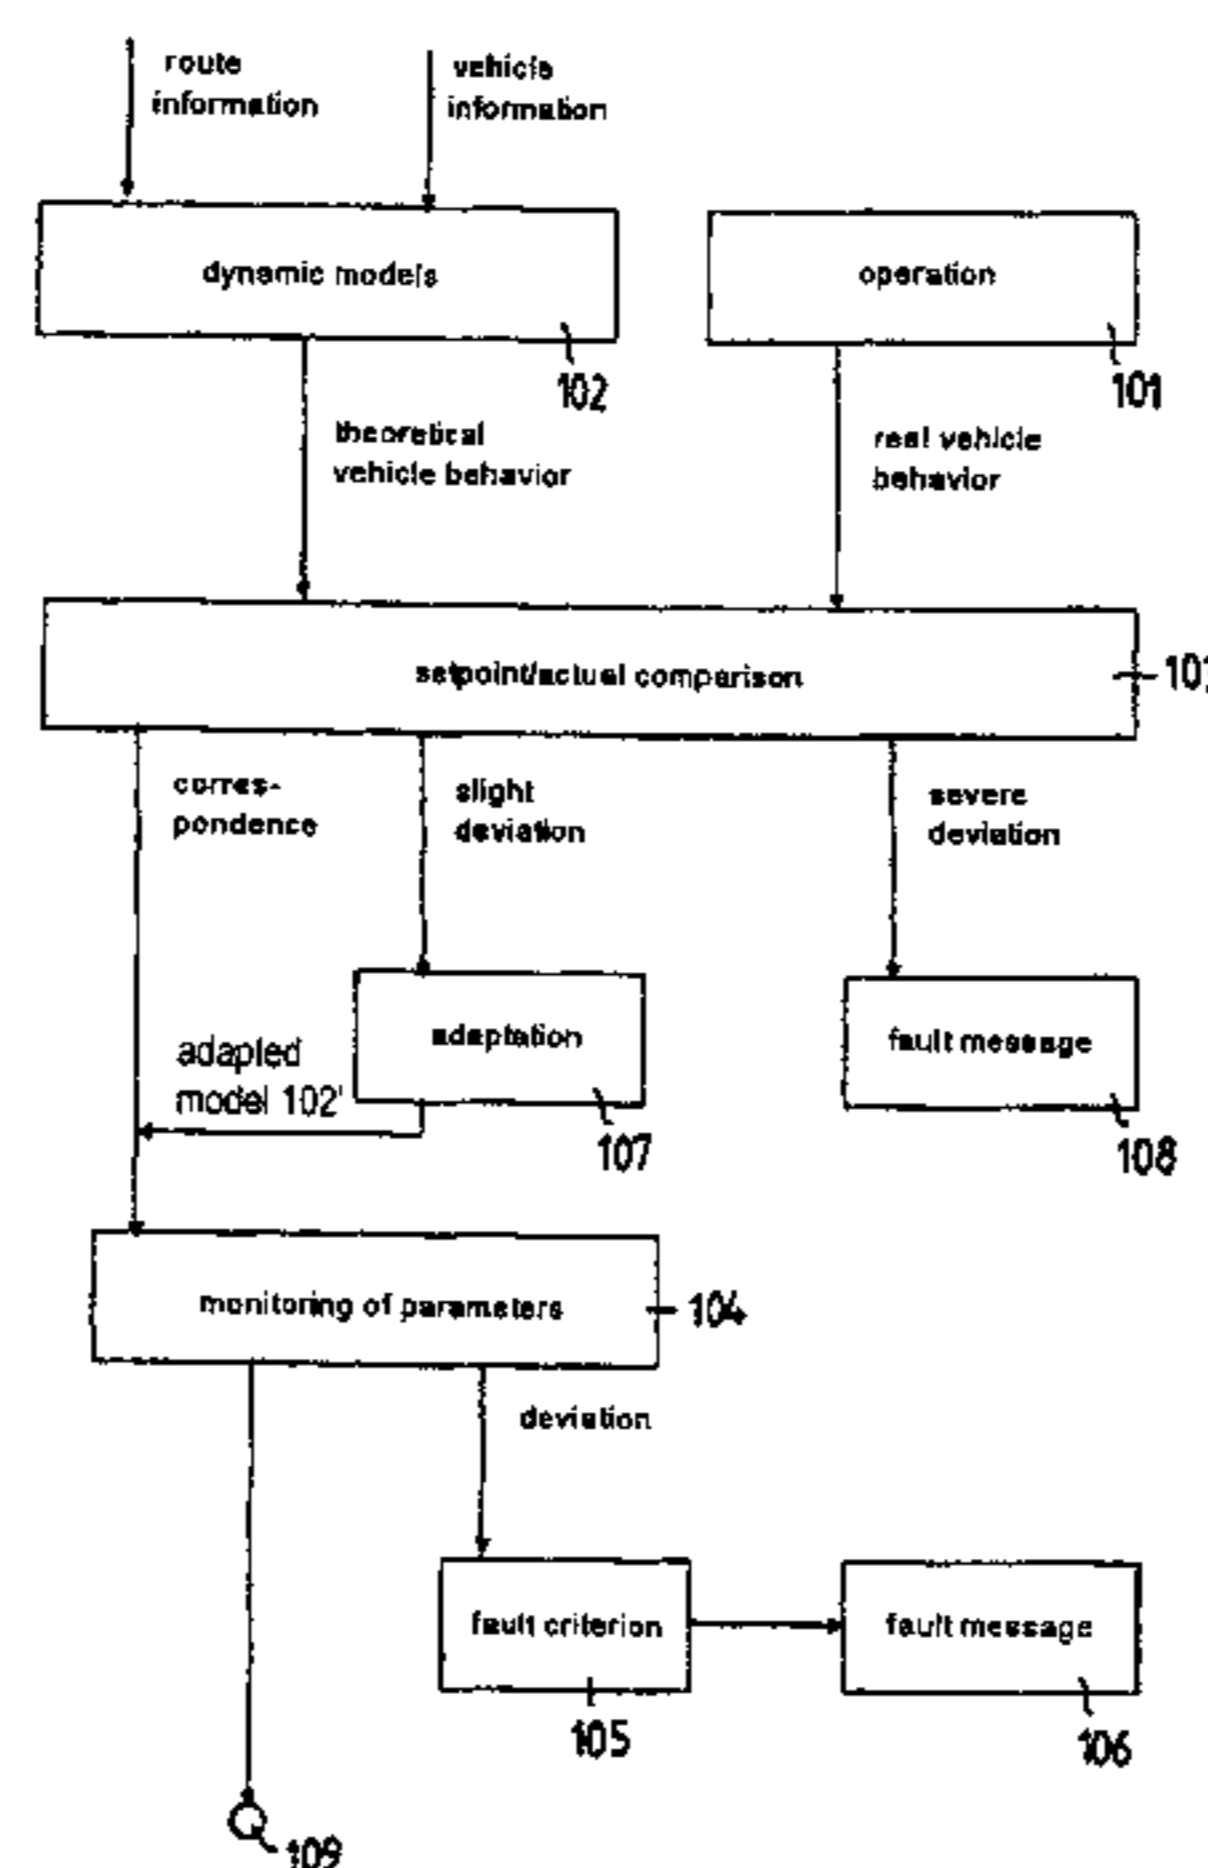 route
information
vehicle
information
dynamic models
operation
102
101
theoretical
vehicle behavior
real vehicle
behavior
setpoint/actual comparison
corres-
pondence
slight
deviation
severe
deviation
adaptation
fault message
adapled
model 102'
107
108
monitoring of parameters
104
deviation
fault criterion
fault message
105
106
109